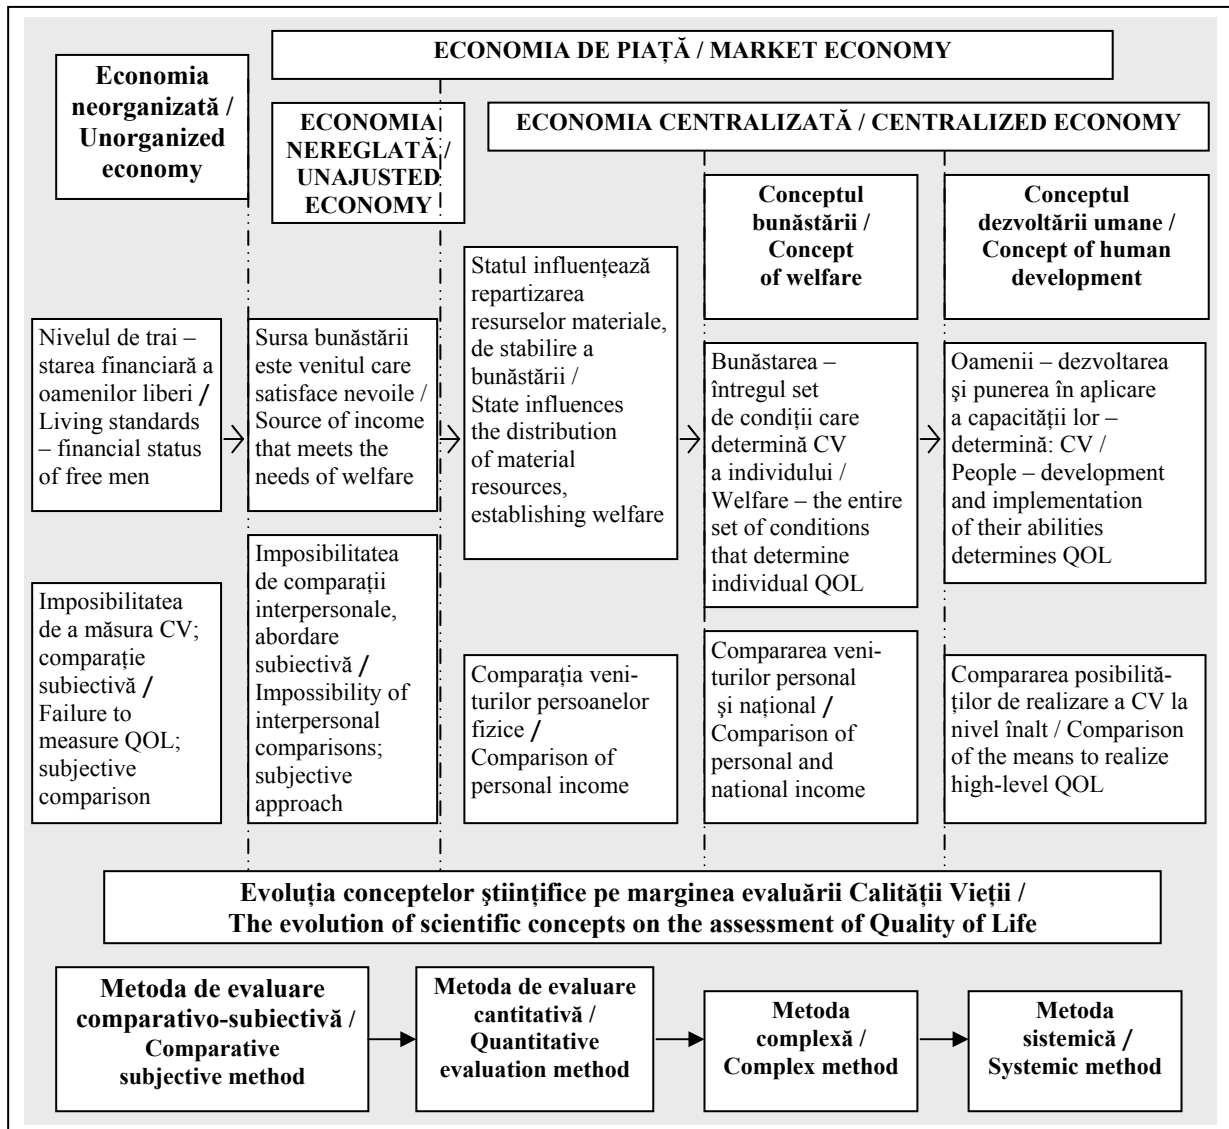 ECONOMIA DE PIAȚĂ / MARKET ECONOMY
Economia
neorganizată /
Unorganized
economy
ECONOMIA
NEREGLATĂ /
UNAJUSTED
ECONOMY
ECONOMIA CENTRALIZATĂ / CENTRALIZED ECONOMY
Conceptul
bunăstării /
Concept
of welfare
Conceptul
dezvoltării umane /
Concept of human
development
Nivelul de trai –
starea financiară a
oamenilor liberi /
Living standards
– financial status
of free men
Sursa bunăstării
este venitul care
satisface nevoile /
Source of income
that meets the
needs of welfare
Statul influențează
repartizarea
resurselor materiale,
de stabilire a
bunăstării /
State influences
the distribution
of material
resources,
establishing welfare
Bunăstarea –
întregul set
de condiții care
determină CV
a individului /
Welfare – the entire
set of conditions
that determine
individual QOL
Oamenii – dezvoltarea
şi punerea în aplicare
a capacității lor –
determină: CV /
People – development
and implementation
of their abilities
determines QOL
Imposibilitatea
de a măsura CV;
comparație
subiectivă /
Failure to
measure QOL;
subjective
comparison
Imposibilitatea
de comparații
interpersonale,
abordare
subiectivă /
Impossibility of
interpersonal
comparisons;
subjective
approach
Comparația veni-
turilor persoanelor
fizice /
Comparison of
personal income
Compararea veni-
turilor personal
şi național /
Comparison of
personal and
national income
Compararea posibilită-
ților de realizare a CV la
nivel înalt / Comparison
of the means to realize
high-level QOL
Evoluția conceptelor ştiințifice pe marginea evaluării Calității Vieții /
The evolution of scientific concepts on the assessment of Quality of Life
Metoda de evaluare
comparativo-subiectivă /
Comparative
subjective method
Metoda de evaluare
cantitativă /
Quantitative
evaluation method
Metoda
complexă /
Complex method
Metoda
sistemică /
Systemic method